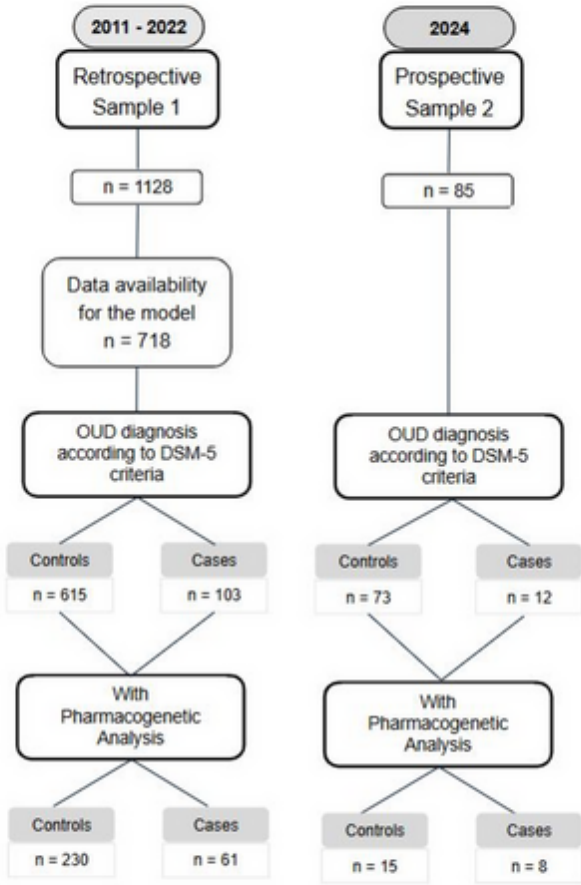 2011 - 2022
Retrospective
Sample 1
n = 1128
Data availability
for the model
n = 718
OUD diagnosis
according to DSM-5
criteria
Controls
n = 615
Cases
n = 103
With
Pharmacogenetic
Analysis
Controls
n = 230
Cases
n = 61
2024
Prospective
Sample 2
n = 85
OUD diagnosis
according to DSM-5
criteria
Controls
n = 73
Cases
n = 12
With
Pharmacogenetic
Analysis
Controls
n = 15
Cases
n = 8